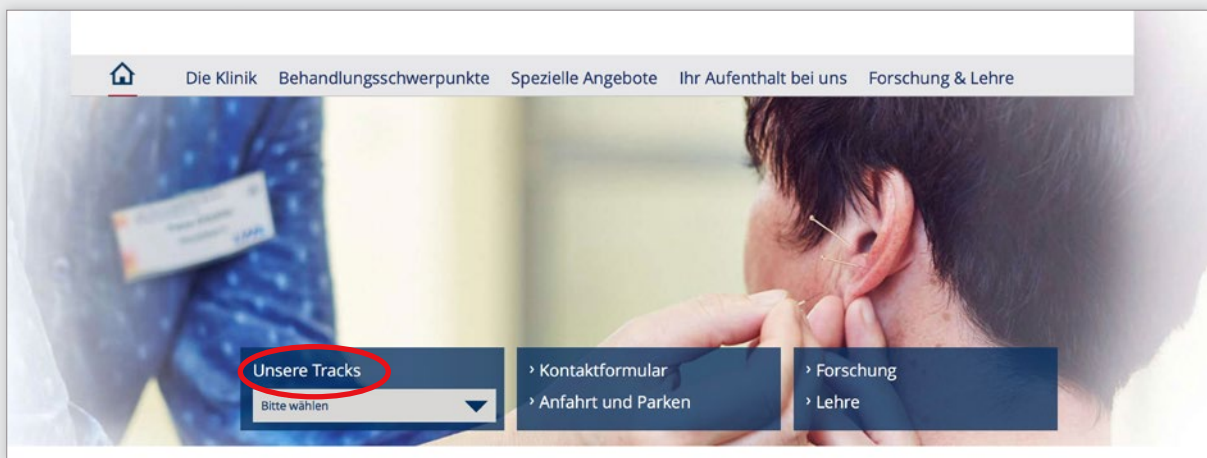 Die Klinik Behandlungsschwerpunkte Spezielle Angebote Ihr Aufenthalt bei uns Forschung & Lehre
Unsere Tracks
Bitte wählen
› Kontaktformular
› Anfahrt und Parken
› Forschung
› Lehre